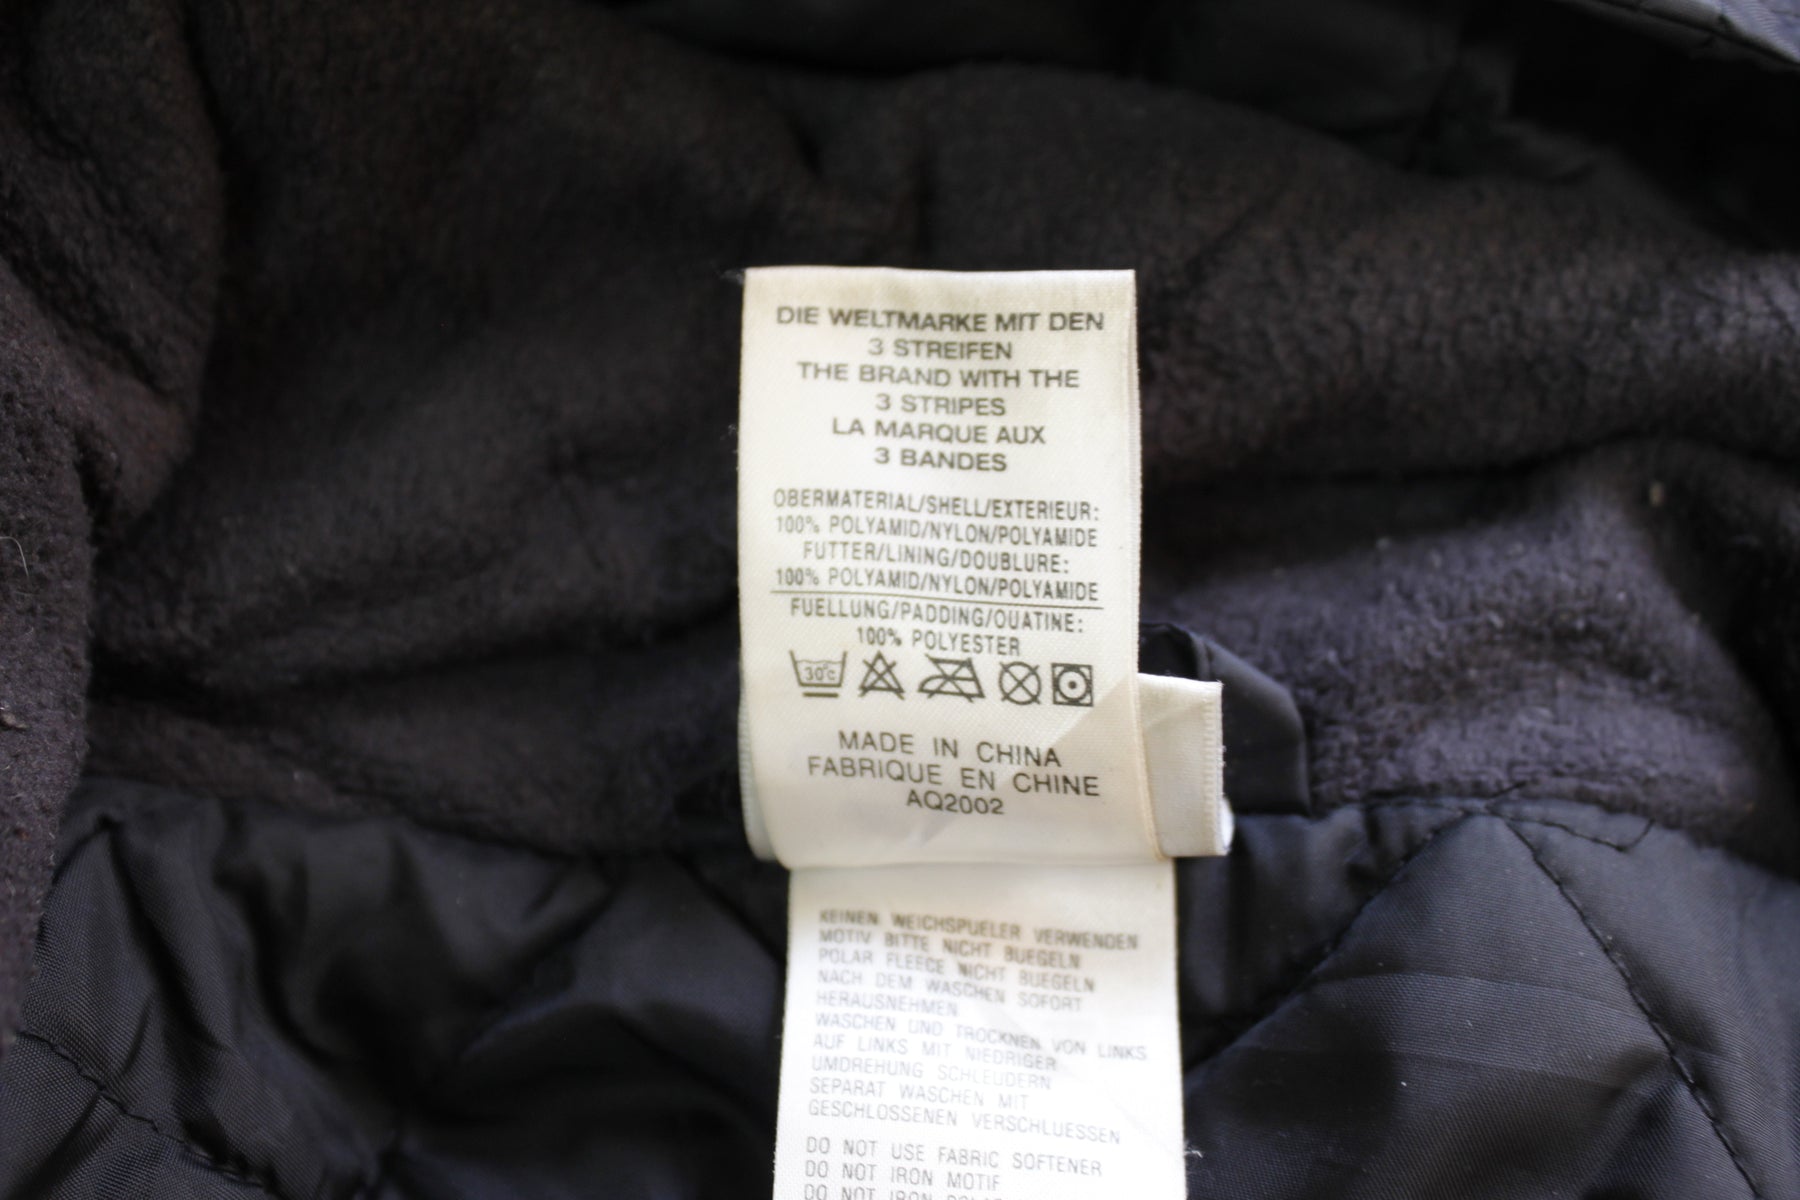 DIE WELTMARKE MIT DEN
3 STREIFEN
THE BRAND WITH THE
3 STRIPES
LA MARQUE AUX
3 BANDES
OBERMATERIAL/SHELL/EXTERIEUR:
100% POLYAMID/NYLON/POLYAMIDE
FUTTER/LINING/DOUBLURE:
100% POLYAMID/NYLON/POLYAMIDE
FUELLUNG/PADDING/OUATINE:
100% POLYESTER
30°c
MADE IN CHINA
FABRIQUE EN CHINE
AQ2002
KEINEN WEICHSPUELER VERWENDEN
MOTIV BITTE NICHT BUEGELN
POLAR FLEECE NICHT BUEGELN
NACH DEM WASCHEN SOFORT
HERAUSNEHMEN
WASCHEN UND TROCKNEN VON LINKS
AUF LINKS MIT NIEDRIGER
UMDREHUNG SCHLEUDERN
SEPARAT WASCHEN MIT
GESCHLOSSENEN VERSCHLUESSEN
DO NOT USE FABRIC SOFTENER
DO NOT IRON MOTIF
DO NOT IRON